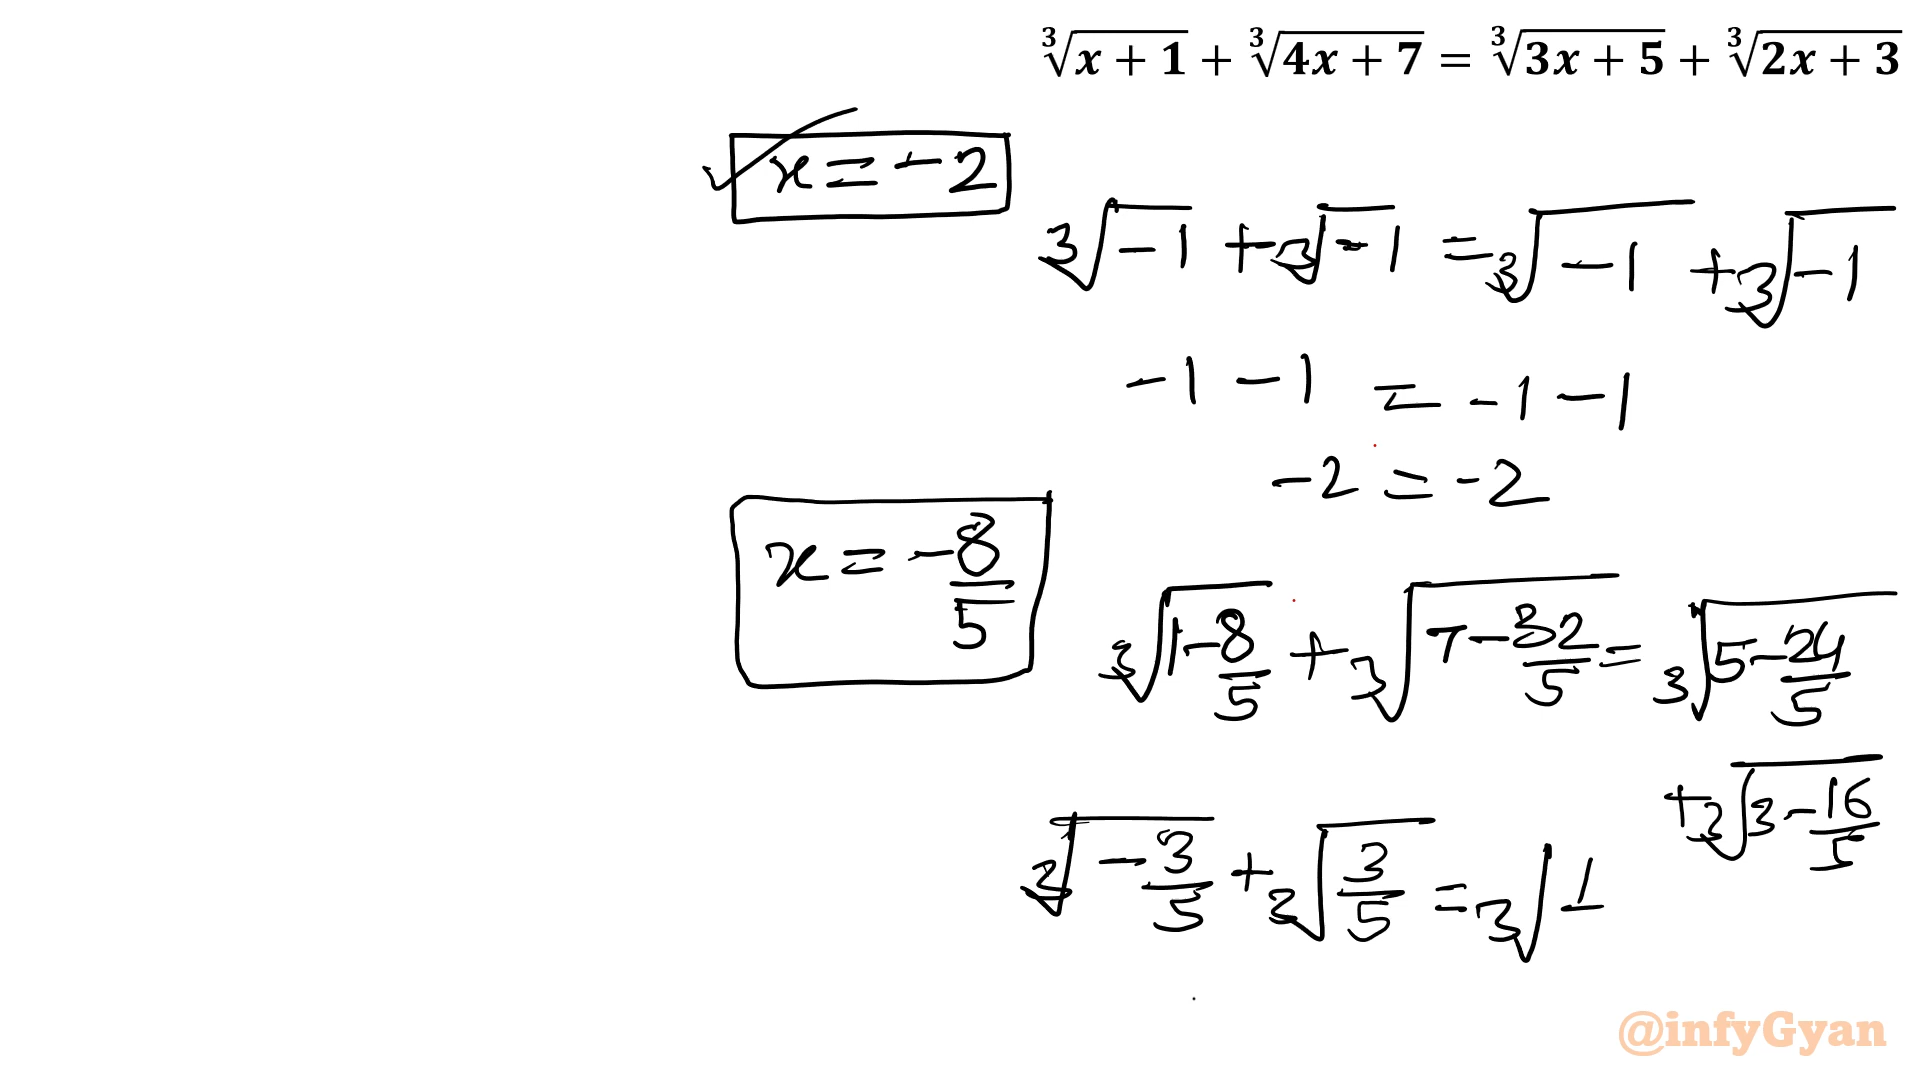 ∛(x + 1) + ∛(4x + 7) = ∛(3x + 5) + ∛(2x + 3)
x = -2
∛(-1) + ∛(-1) = ∛(-1) + ∛(-1)
-1 -1 = -1 -1
-2 = -2
x = -8/5
∛(1-8/5) + ∛(7-32/5) = ∛(5-24/5)
+ ∛(3-16/5)
∛(-3/5) + ∛(3/5) = ∛1
@infyGyan